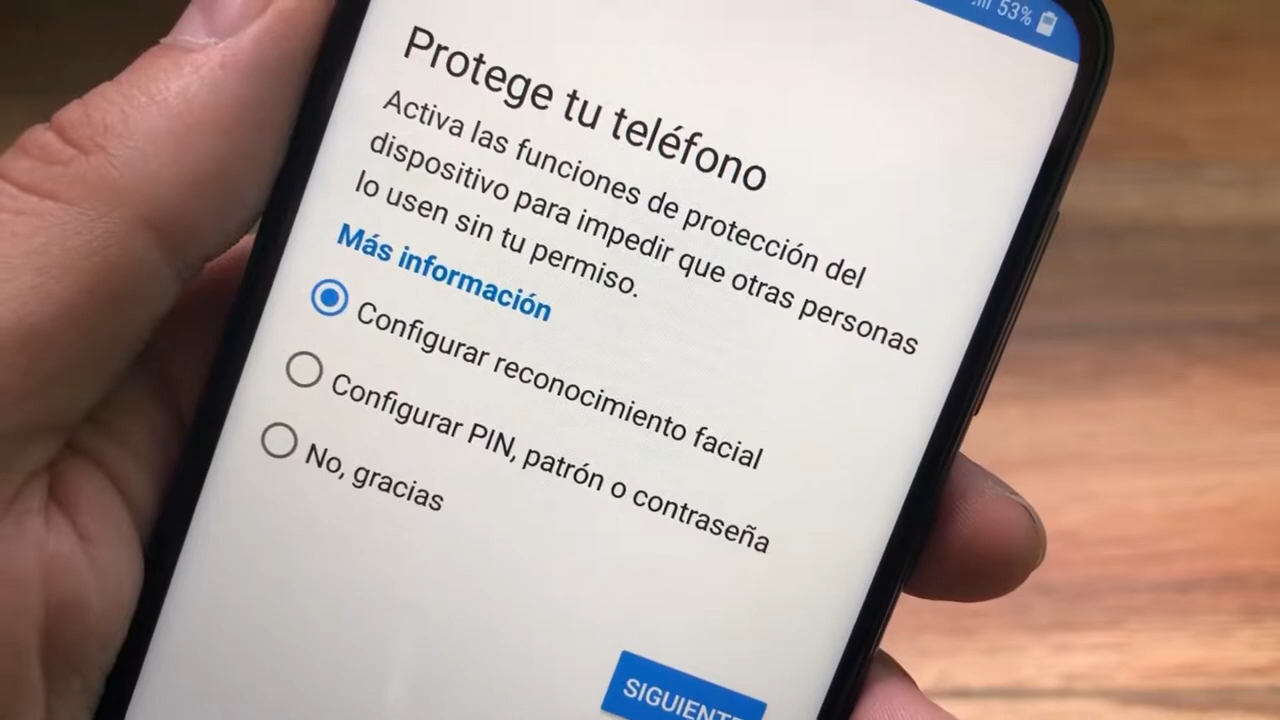 53%
Protege tu teléfono
Activa las funciones de protección del
dispositivo para impedir que otras personas
lo usen sin tu permiso.
Más información
Configurar reconocimiento facial
Configurar PIN, patrón o contraseña
No, gracias
SIGUIENTE